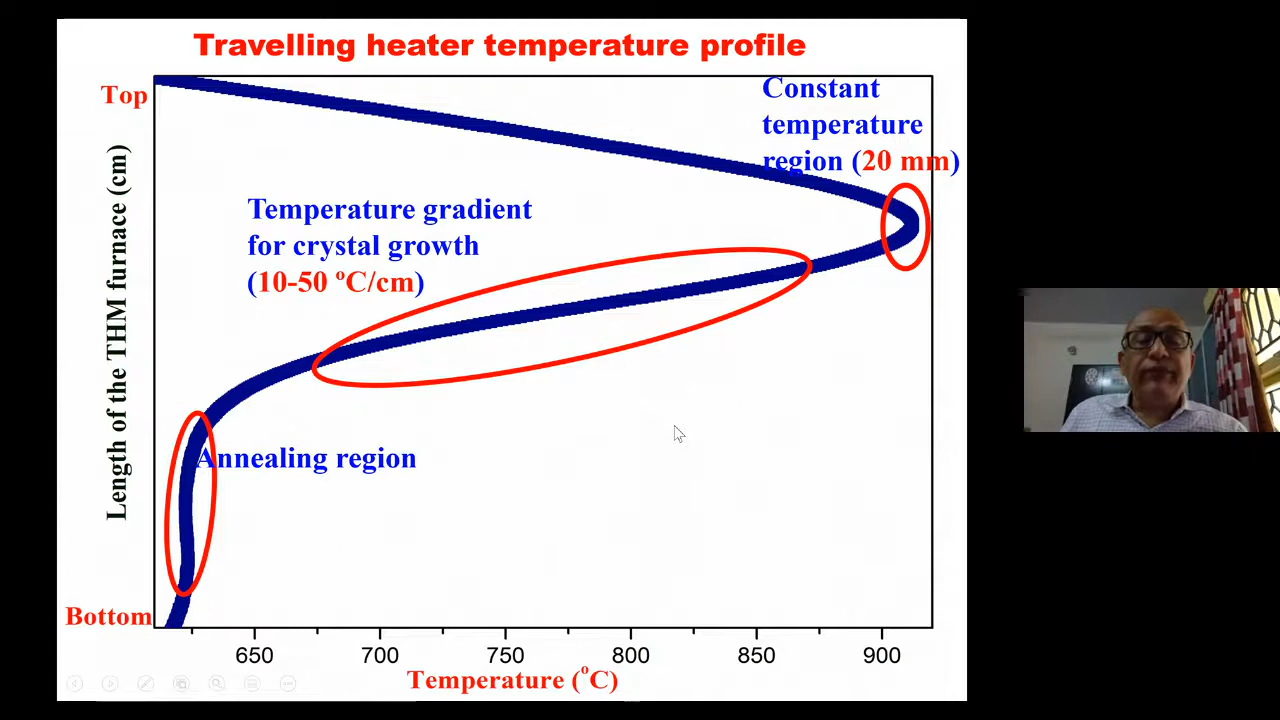 Travelling heater temperature profile
Top
Constant
temperature
region (20 mm)
Temperature gradient
for crystal growth
(10-50 ºC/cm)
Length of the THM furnace (cm)
Annealing region
Bottom
650 700 750 800 850 900
Temperature (°C)